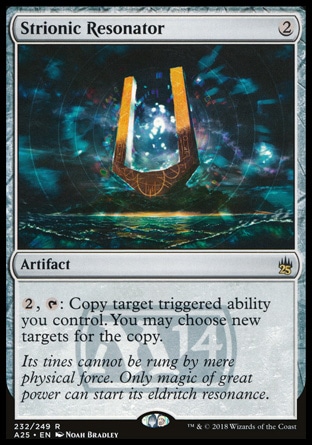 Strionic Resonator 2
Artifact
25
14
2, T: Copy target triggered ability
you control. You may choose new
targets for the copy.
Its tines cannot be rung by mere
physical force. Only magic of great
power can start its eldritch resonance.
232/249 R
A25 • EN Noah Bradley
™ & © 2018 Wizards of the Coast